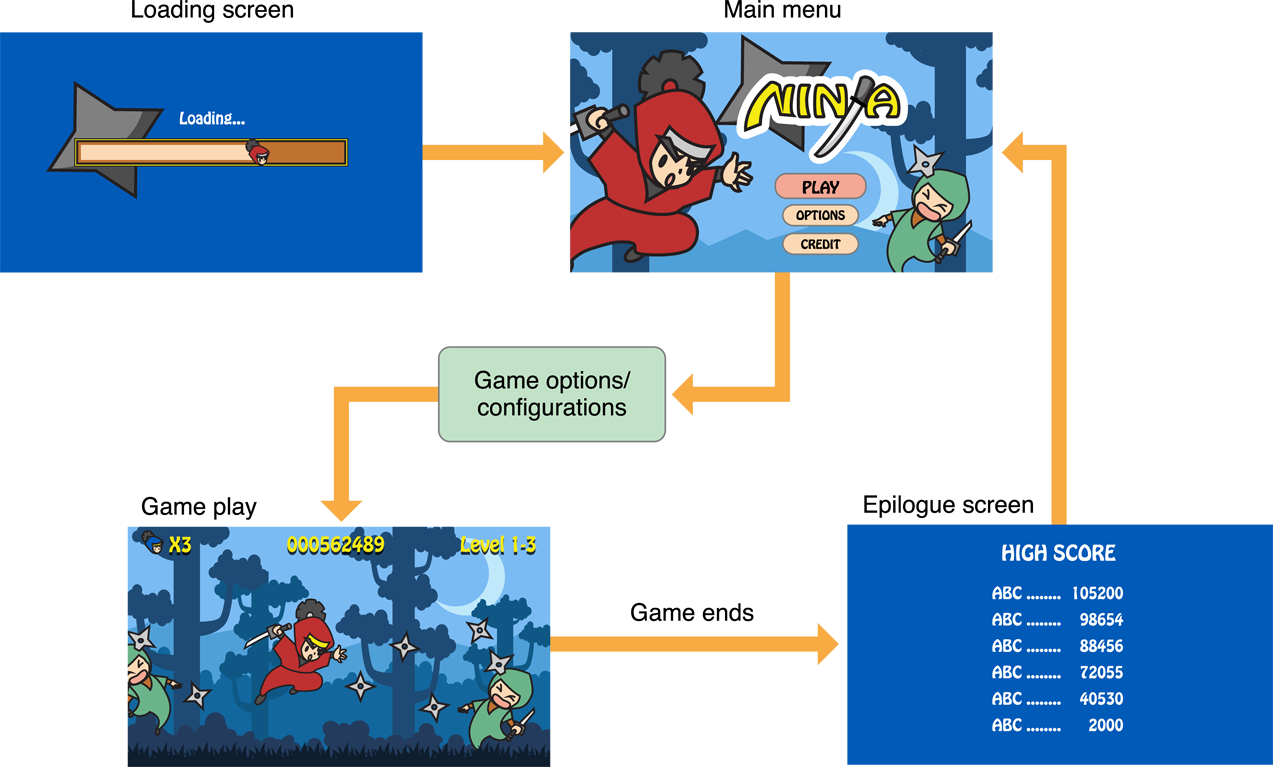 Loading screen
Loading...
Main menu
NINJA
PLAY
OPTIONS
CREDIT
Game options/
configurations
Game play
X3 000562489 Level 1-3
Game ends
Epilogue screen
HIGH SCORE
ABC ........ 105200
ABC ........ 98654
ABC ........ 88456
ABC ........ 72055
ABC ........ 40530
ABC ........ 2000